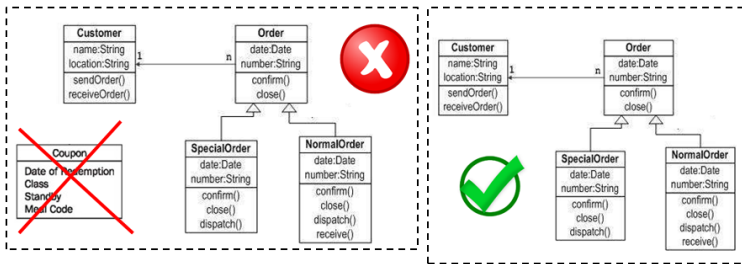 Customer
name:String
location:String
sendOrder()
receiveOrder()
1
n
Order
date:Date
number:String
confirm()
close()
SpecialOrder
date:Date
number:String
confirm()
close()
dispatch()
NormalOrder
date:Date
number:String
confirm()
close()
dispatch()
receive()
Coupon
Date of Redemption
Class
Standby
Meal Code
Customer
name:String
location:String
sendOrder()
receiveOrder()
1
n
Order
date:Date
number:String
confirm()
close()
SpecialOrder
date:Date
number:String
confirm()
close()
dispatch()
NormalOrder
date:Date
number:String
confirm()
close()
dispatch()
receive()